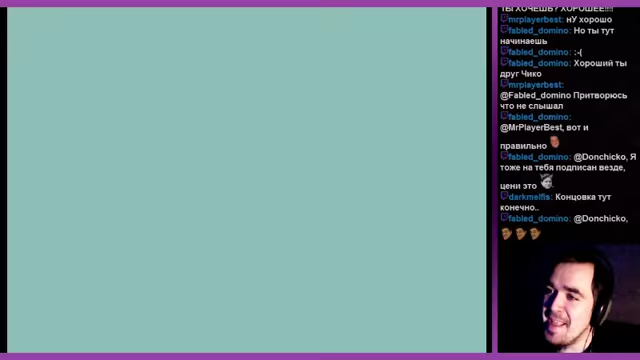 ТЫ ХОЧЕШЬ? ХОРОШЕЕ!!!!
mrplayerbest: нУ хорошо
fabled_domino: Но ты тут
начинаешь
fabled_domino: :-(
fabled_domino: Хороший ты
друг Чико
mrplayerbest:
@Fabled_domino Притворюсь
что не слышал
fabled_domino:
@MrPlayerBest, вот и
правильно
fabled_domino: @Donchicko, Я
тоже на тебя подписан везде,
цени это
darkmelfis: Концовка тут
конечно..
fabled_domino: @Donchicko,